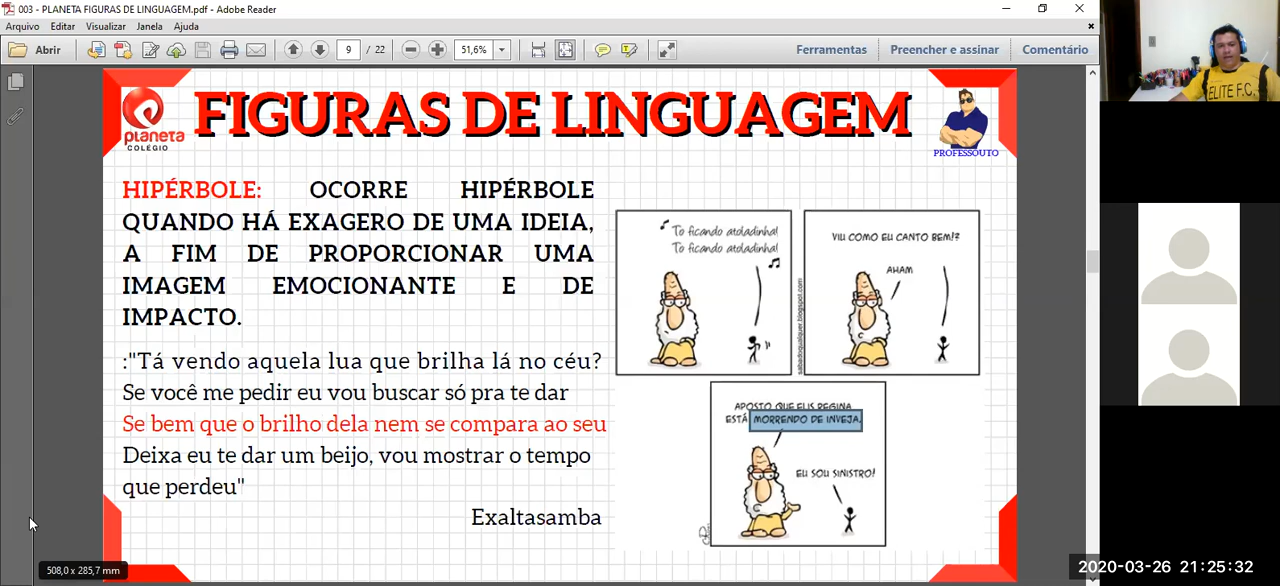 003 - PLANETA FIGURAS DE LINGUAGEM.pdf - Adobe Reader
Arquivo Editar Visualizar Janela Ajuda
Abrir 9 / 22 51,6% Ferramentas Preencher e assinar Comentário
planeta
COLÉGIO
FIGURAS DE LINGUAGEM
PROFESSOUTO
HIPÉRBOLE: OCORRE HIPÉRBOLE
QUANDO HÁ EXAGERO DE UMA IDEIA,
A FIM DE PROPORCIONAR UMA
IMAGEM EMOCIONANTE E DE
IMPACTO.
:"Tá vendo aquela lua que brilha lá no céu?
Se você me pedir eu vou buscar só pra te dar
Se bem que o brilho dela nem se compara ao seu
Deixa eu te dar um beijo, vou mostrar o tempo
que perdeu"
Exaltasamba
Tô ficando atoladinha!
Tô ficando atoladinha!
VIU COMO EU CANTO BEM!?
AHAM
sabadoqualquer.blogspot.com
APOSTO QUE ELIS REGINA
ESTÁ MORRENDO DE INVEJA.
EU SOU SINISTRO!
508,0 x 285,7 mm
ELITE F.C.
2020-03-26 21:25:32